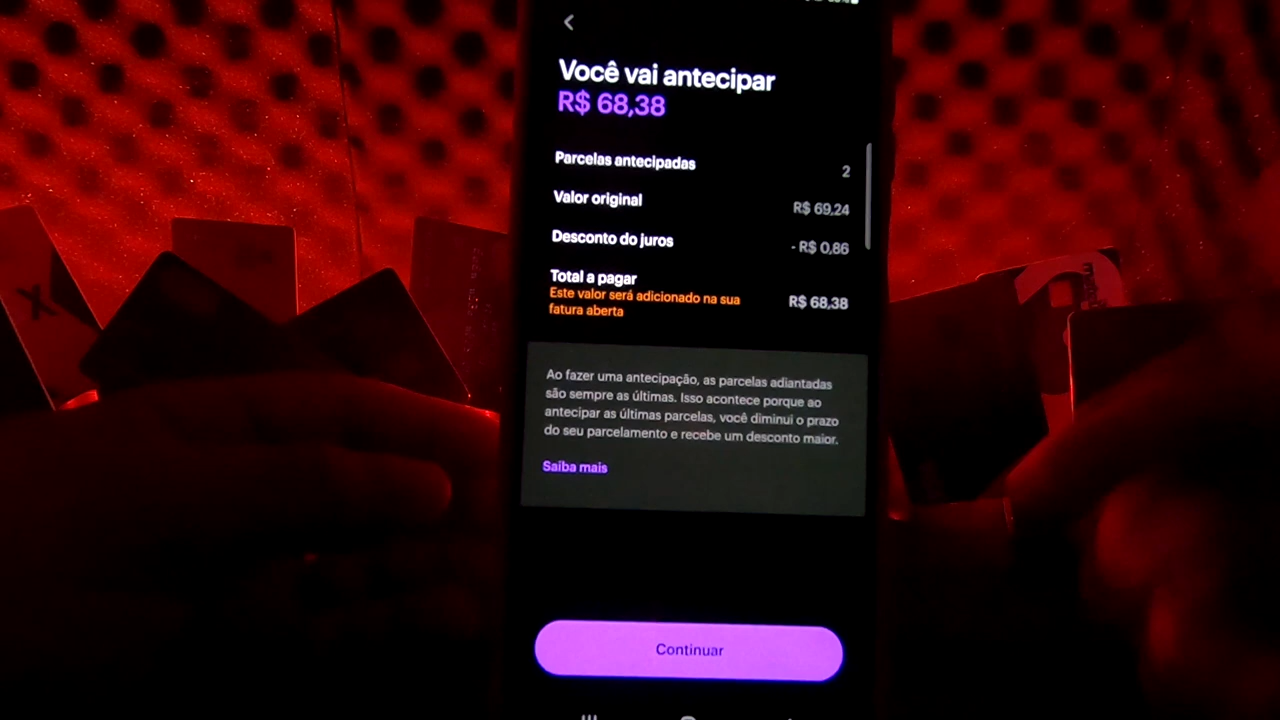 Você vai antecipar
R$ 68,38
Parcelas antecipadas 2
Valor original R$ 69,24
Desconto do juros - R$ 0,86
Total a pagar
Este valor será adicionado na sua R$ 68,38
fatura aberta
Ao fazer uma antecipação, as parcelas adiantadas
são sempre as últimas. Isso acontece porque ao
antecipar as últimas parcelas, você diminui o prazo
do seu parcelamento e recebe um desconto maior.
Saiba mais
Continuar